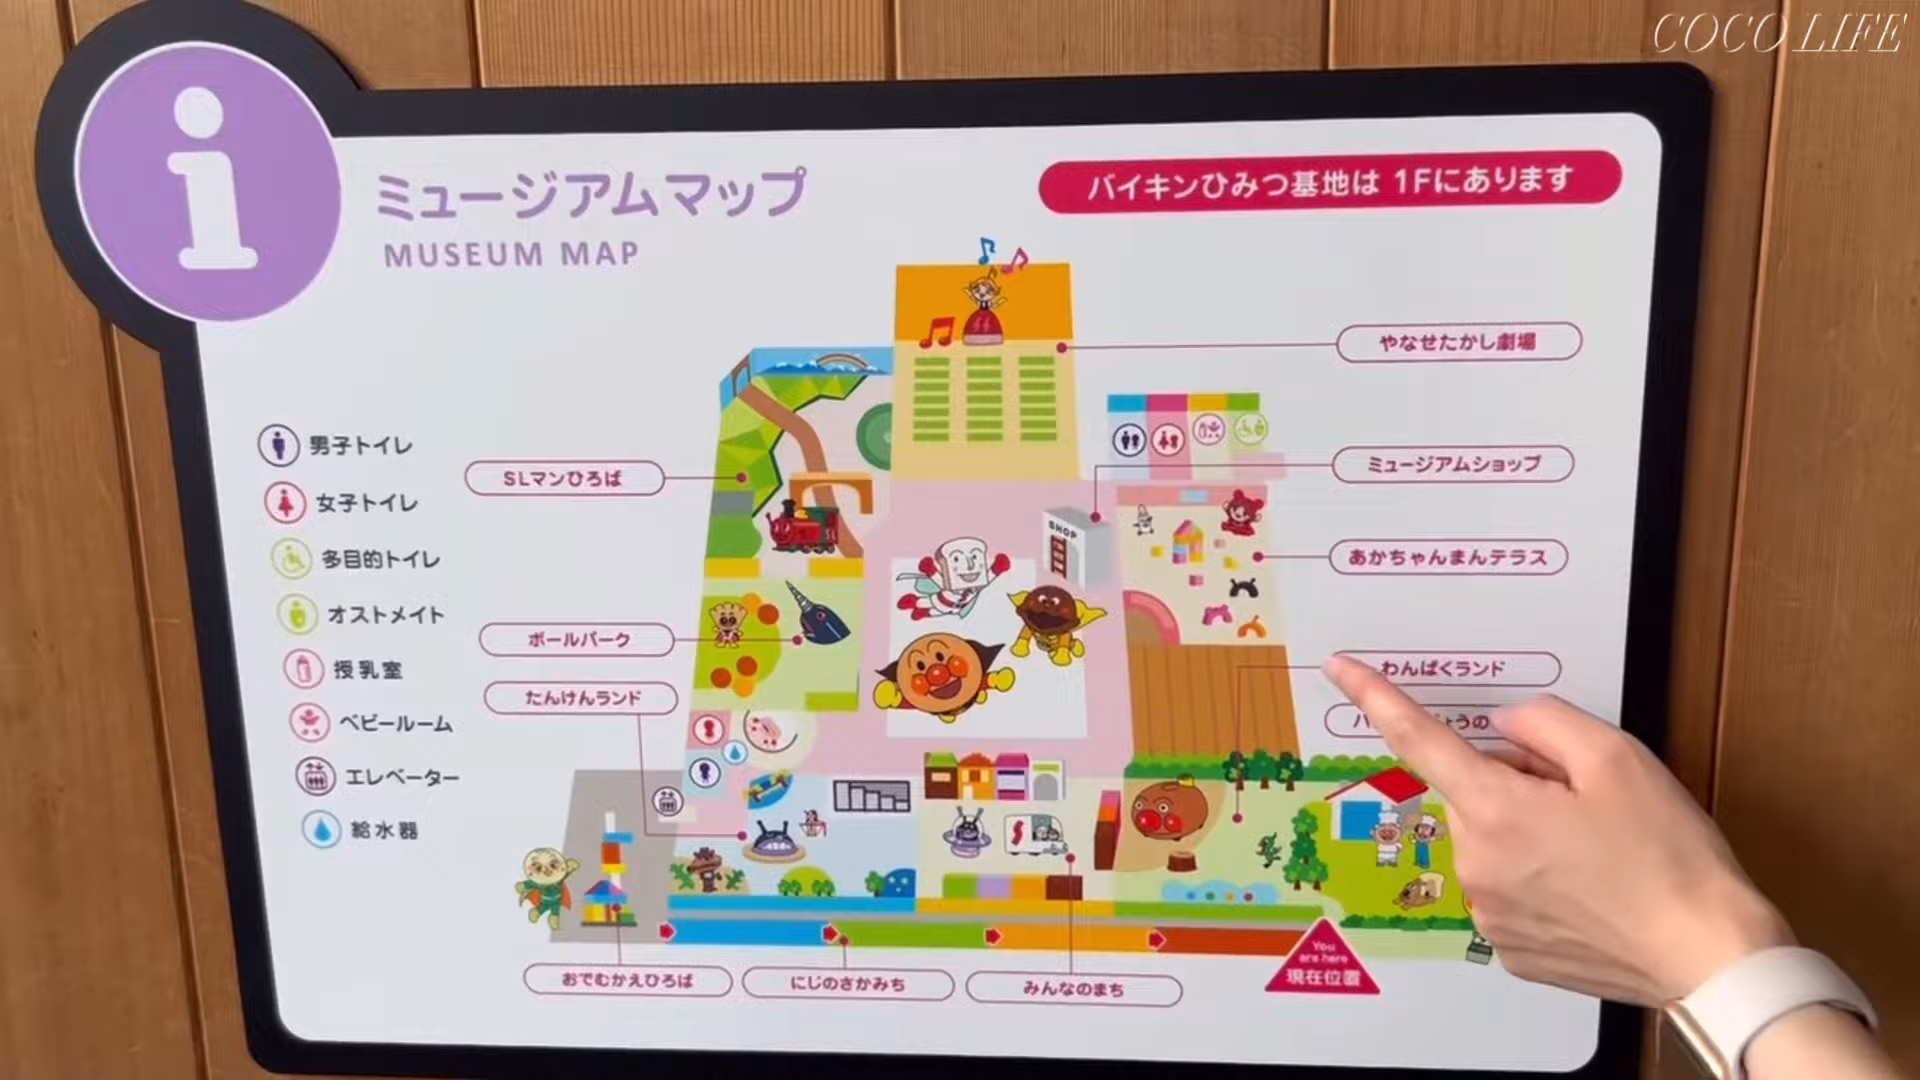 COCO LIFE
i
ミュージアムマップ
MUSEUM MAP
バイキンひみつ基地は 1Fにあります
男子トイレ
女子トイレ
多目的トイレ
オストメイト
授乳室
ベビールーム
エレベーター
給水器
SLマンひろば
ボールパーク
たんけんランド
やなせたかし劇場
ミュージアムショップ
SHOP
あかちゃんまんテラス
わんぱくランド
おでむかえひろば
にじのさかみち
みんなのまち
You
are here
現在位置